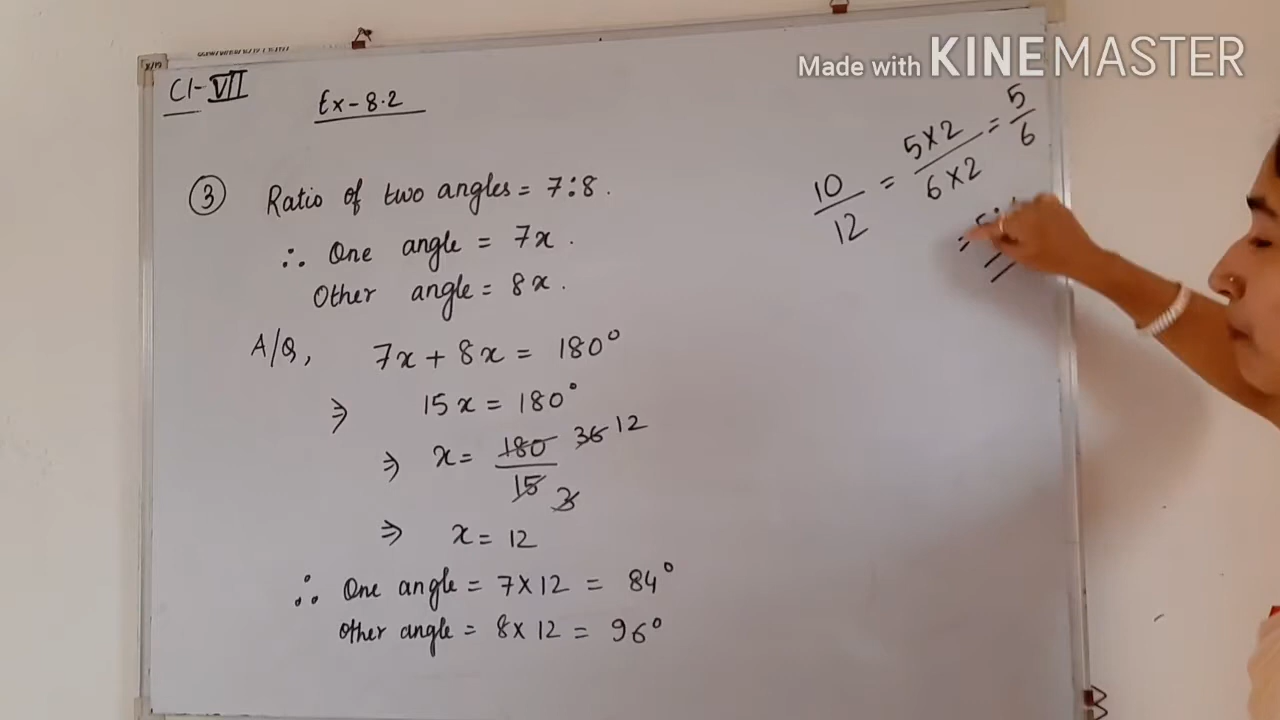 Made with KINEMASTER
Cl-VII
Ex-8.2
③ Ratio of two angles = 7:8.
∴ One angle = 7x.
Other angle = 8x.
A/Q, 7x + 8x = 180°
⇒ 15x = 180°
⇒ x = 180/15 36 12 3
⇒ x = 12
∴ One angle = 7×12 = 84°
Other angle = 8×12 = 96°
10/12 = 5×2/6×2 = 5/6
=